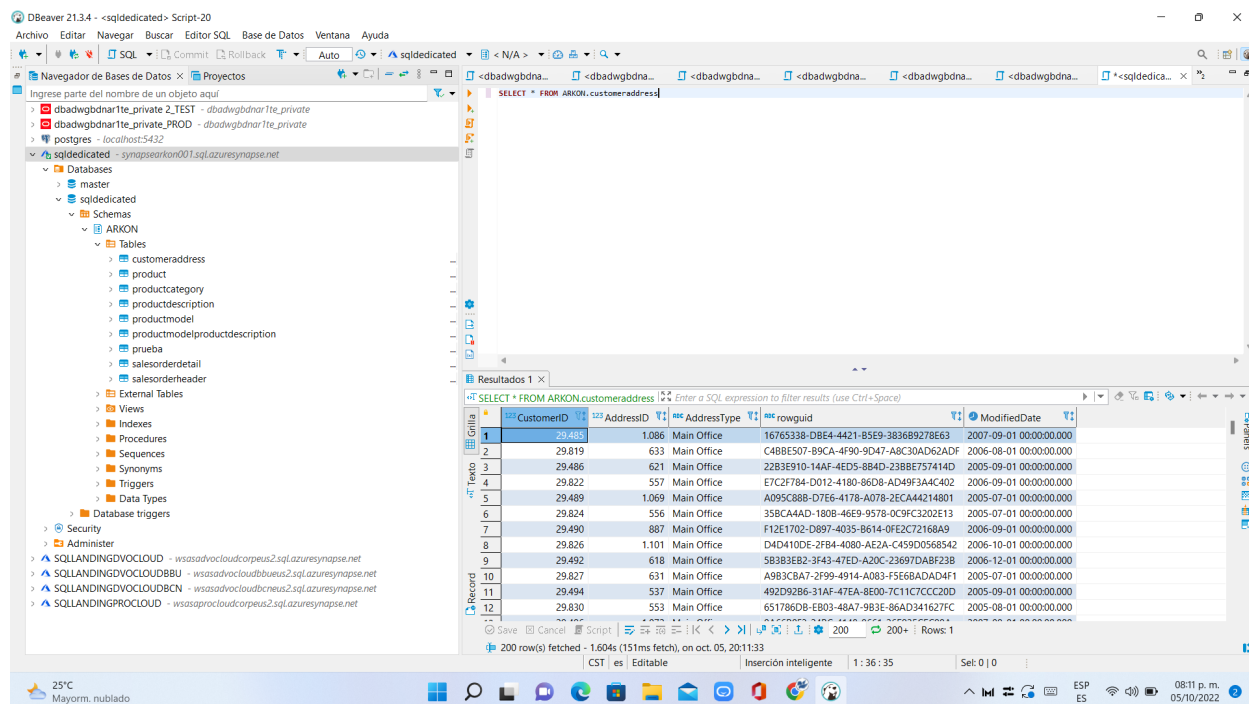 DBeaver 21.3.4 - <sqldedicated> Script-20
Archivo Editar Navegar Buscar Editor SQL Base de Datos Ventana Ayuda
SQL Commit Rollback Auto sqldedicated < N/A >
Navegador de Bases de Datos Proyectos
Ingrese parte del nombre de un objeto aquí
dbadwgbdnar1te_private 2_TEST - dbadwgbdnar1te_private
dbadwgbdnar1te_private_PROD - dbadwgbdnar1te_private
postgres - localhost:5432
sqldedicated - synapsearkon001.sql.azuresynapse.net
Databases
master
sqldedicated
Schemas
ARKON
Tables
customeraddress
product
productcategory
productdescription
productmodel
productmodelproductdescription
prueba
salesorderdetail
salesorderheader
External Tables
Views
Indexes
Procedures
Sequences
Synonyms
Triggers
Data Types
Database triggers
Security
Administer
SQLLANDINGDVOCLOUD - wsasadvocloudcorpeus2.sql.azuresynapse.net
SQLLANDINGDVOCLOUDBBU - wsasadvocloudbbueus2.sql.azuresynapse.net
SQLLANDINGDVOCLOUDBCN - wsasadvocloudbcneus2.sql.azuresynapse.net
SQLLANDINGPROCLOUD - wsasaprocloudcorpeus2.sql.azuresynapse.net
<dbadwgbdna... <dbadwgbdna... <dbadwgbdna... <dbadwgbdna... <dbadwgbdna... <dbadwgbdna... *<sqldedica... 2
SELECT * FROM ARKON.customeraddress
Resultados 1
SELECT * FROM ARKON.customeraddress Enter a SQL expression to filter results (use Ctrl+Space)
Grilla
Texto
Record
Panels
123 CustomerID 123 AddressID ABC AddressType ABC rowguid ModifiedDate
1 29.485 1.086 Main Office 16765338-DBE4-4421-B5E9-3836B9278E63 2007-09-01 00:00:00.000
2 29.819 633 Main Office C4BBE507-B9CA-4F90-9D47-A8C30AD62ADF 2006-08-01 00:00:00.000
3 29.486 621 Main Office 22B3E910-14AF-4ED5-8B4D-23BBE757414D 2005-09-01 00:00:00.000
4 29.822 557 Main Office E7C2F784-D012-4180-86D8-AD49F3A4C402 2006-09-01 00:00:00.000
5 29.489 1.069 Main Office A095C88B-D7E6-4178-A078-2ECA44214801 2005-07-01 00:00:00.000
6 29.824 556 Main Office 35BCA4AD-180B-46E9-9578-0C9FC3202E13 2005-07-01 00:00:00.000
7 29.490 887 Main Office F12E1702-D897-4035-B614-0FE2C72168A9 2006-09-01 00:00:00.000
8 29.826 1.101 Main Office D4D410DE-2FB4-4080-AE2A-C459D0568542 2006-10-01 00:00:00.000
9 29.492 618 Main Office 5B3B3EB2-3F43-47ED-A20C-23697DABF23B 2006-12-01 00:00:00.000
10 29.827 631 Main Office A9B3CBA7-2F99-4914-A083-F5E6BADAD4F1 2005-07-01 00:00:00.000
11 29.494 537 Main Office 492D92B6-31AF-47EA-8E00-7C11C7CCC20D 2005-09-01 00:00:00.000
12 29.830 553 Main Office 651786DB-EB03-48A7-9B3E-86AD341627FC 2005-08-01 00:00:00.000
Save Cancel Script 200 200+ Rows: 1
200 row(s) fetched - 1.604s (151ms fetch), on oct. 05, 20:11:33
CST es Editable Inserción inteligente 1 : 36 : 35 Sel: 0 | 0
25°C
Mayorm. nublado
ESP
ES
08:11 p. m.
05/10/2022
2